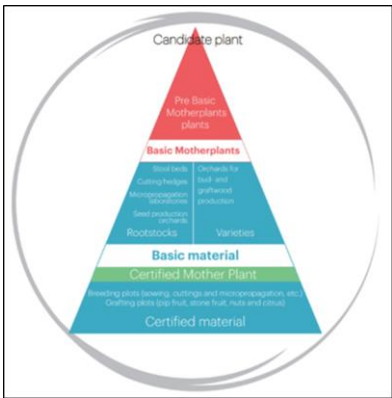 Candidate plant
Pre Basic
Motherplants
plants
Basic Motherplants
Stool beds
Cutting hedges
Micropropagation
laboratories
Seed production
orchards
Rootstocks
Orchards for
bud- and
graftwood
production
Varieties
Basic material
Certified Mother Plant
Breeding plots (sowing, cuttings and micropropagation, etc.)
Grafting plots (pip fruit, stone fruit, nuts and citrus)
Certified material